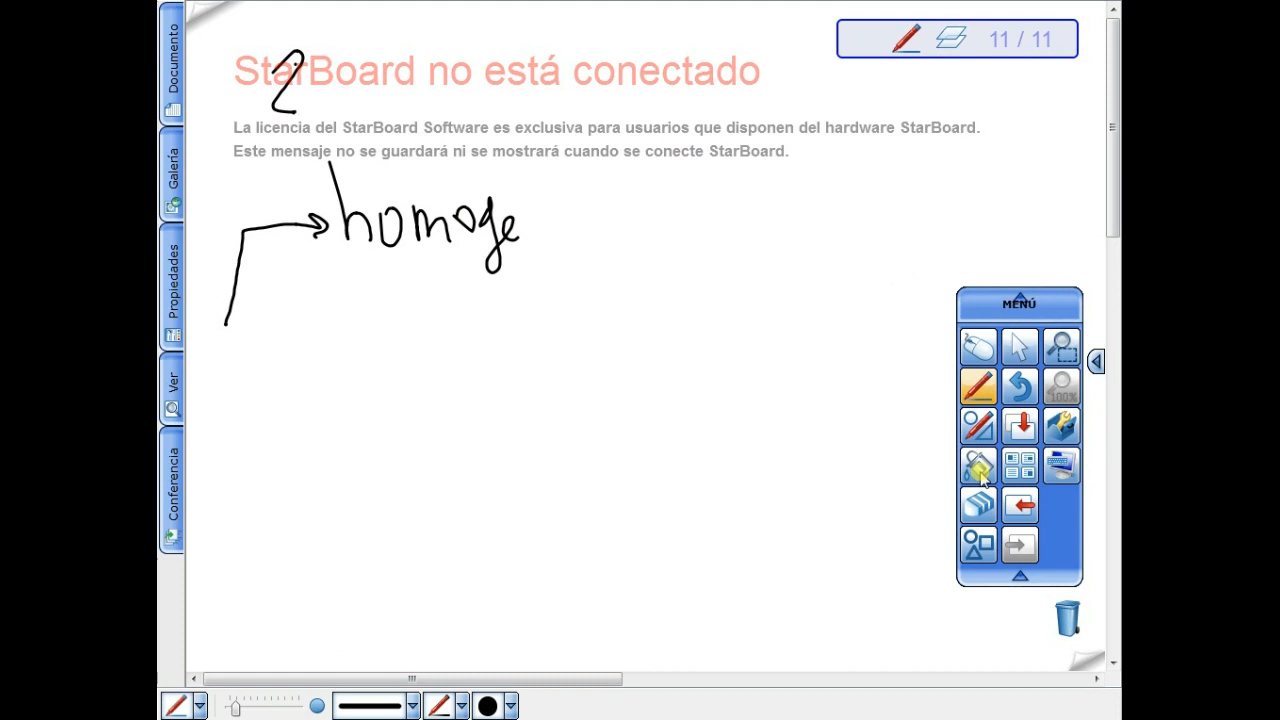 Documento
Galería
Propiedades
Ver
Conferencia
11 / 11
StarBoard no está conectado
2
La licencia del StarBoard Software es exclusiva para usuarios que disponen del hardware StarBoard.
Este mensaje no se guardará ni se mostrará cuando se conecte StarBoard.
homoge
MENÚ
100%